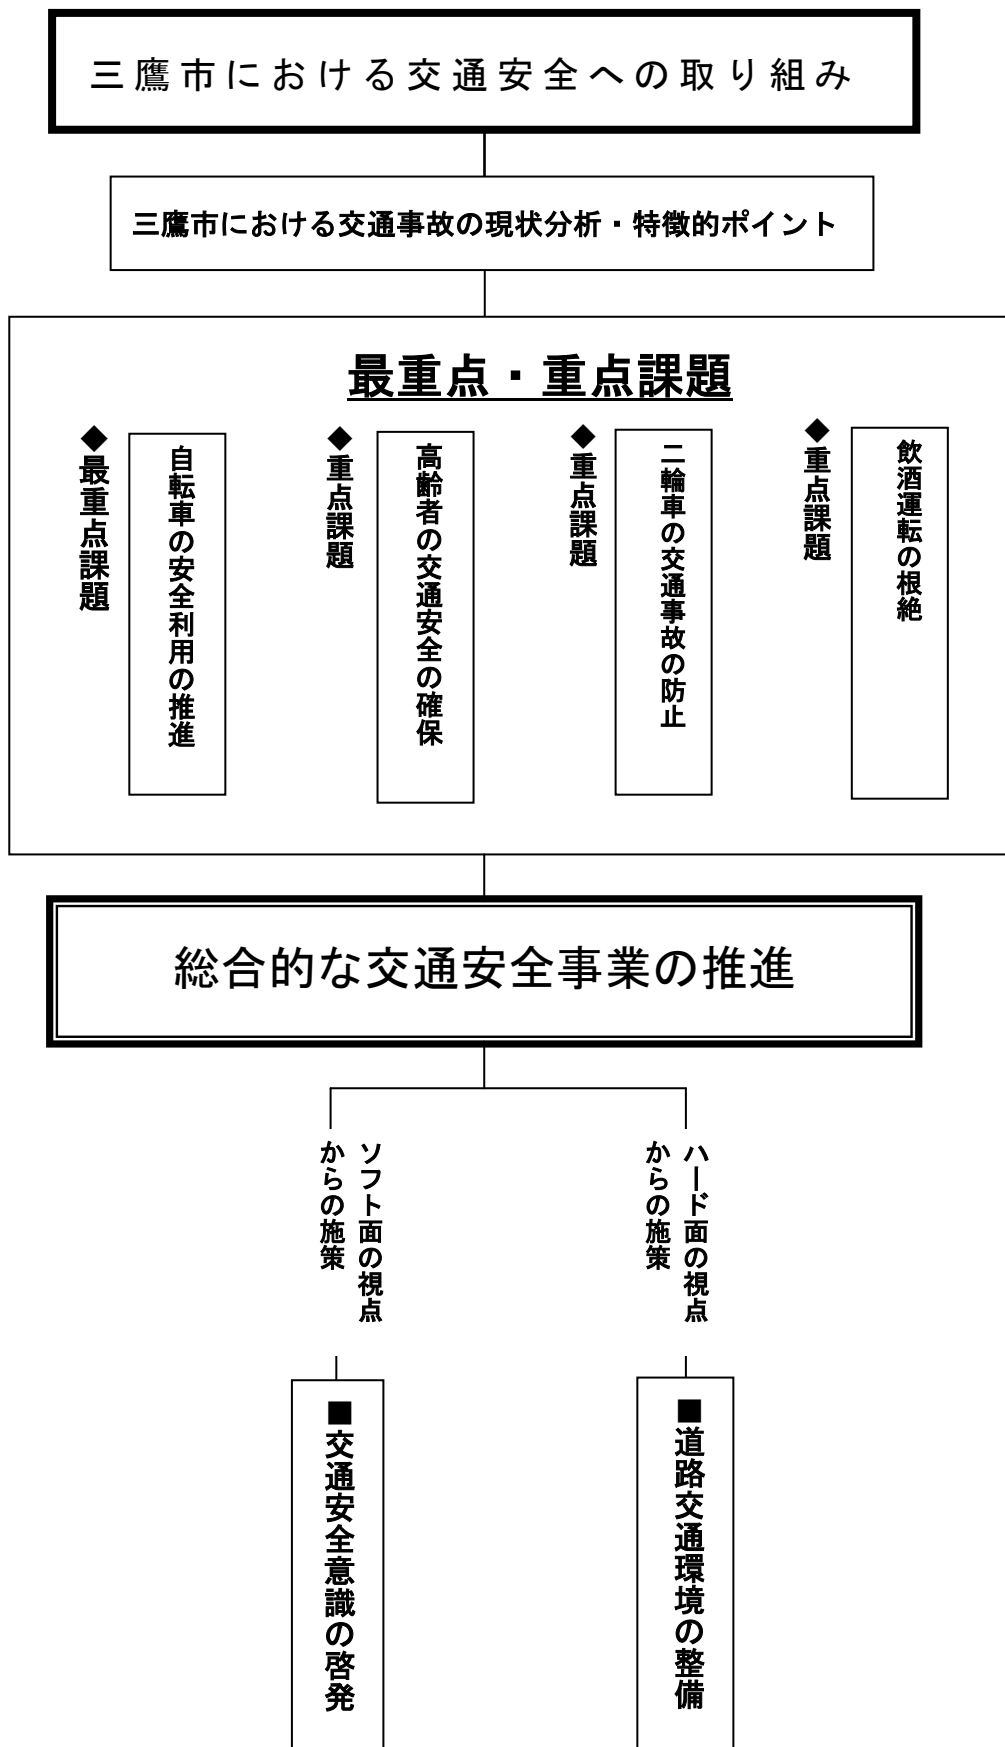 三鷹市における交通安全への取り組み
三鷹市における交通事故の現状分析・特徴的ポイント
最重点・重点課題
◆最重点課題
自転車の安全利用の推進
◆重点課題
高齢者の交通安全の確保
◆重点課題
二輪車の交通事故の防止
◆重点課題
飲酒運転の根絶
総合的な交通安全事業の推進
ソフト面の視点
からの施策
ハード面の視点
からの施策
■交通安全意識の啓発
■道路交通環境の整備